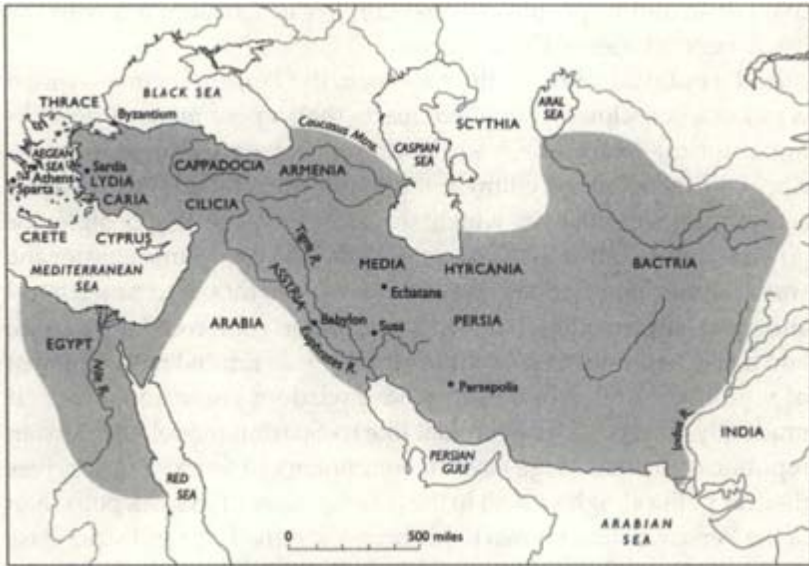 BLACK SEA
THRACE
Byzantium
Caucasus Mtns.
CASPIAN
SEA
SCYTHIA
ARAL
SEA
AEGEAN
SEA
Sardis
Athens
LYDIA
Sparta
CARIA
CAPPADOCIA
ARMENIA
CILICIA
CRETE
CYPRUS
MEDITERRANEAN
SEA
Tigris R.
ASSYRIA
MEDIA
HYRCANIA
BACTRIA
Ecbatana
ARABIA
Babylon
Susa
PERSIA
Euphrates R.
EGYPT
Nile R.
Persepolis
Indus R.
INDIA
PERSIAN
GULF
RED
SEA
ARABIAN
SEA
0 500 miles